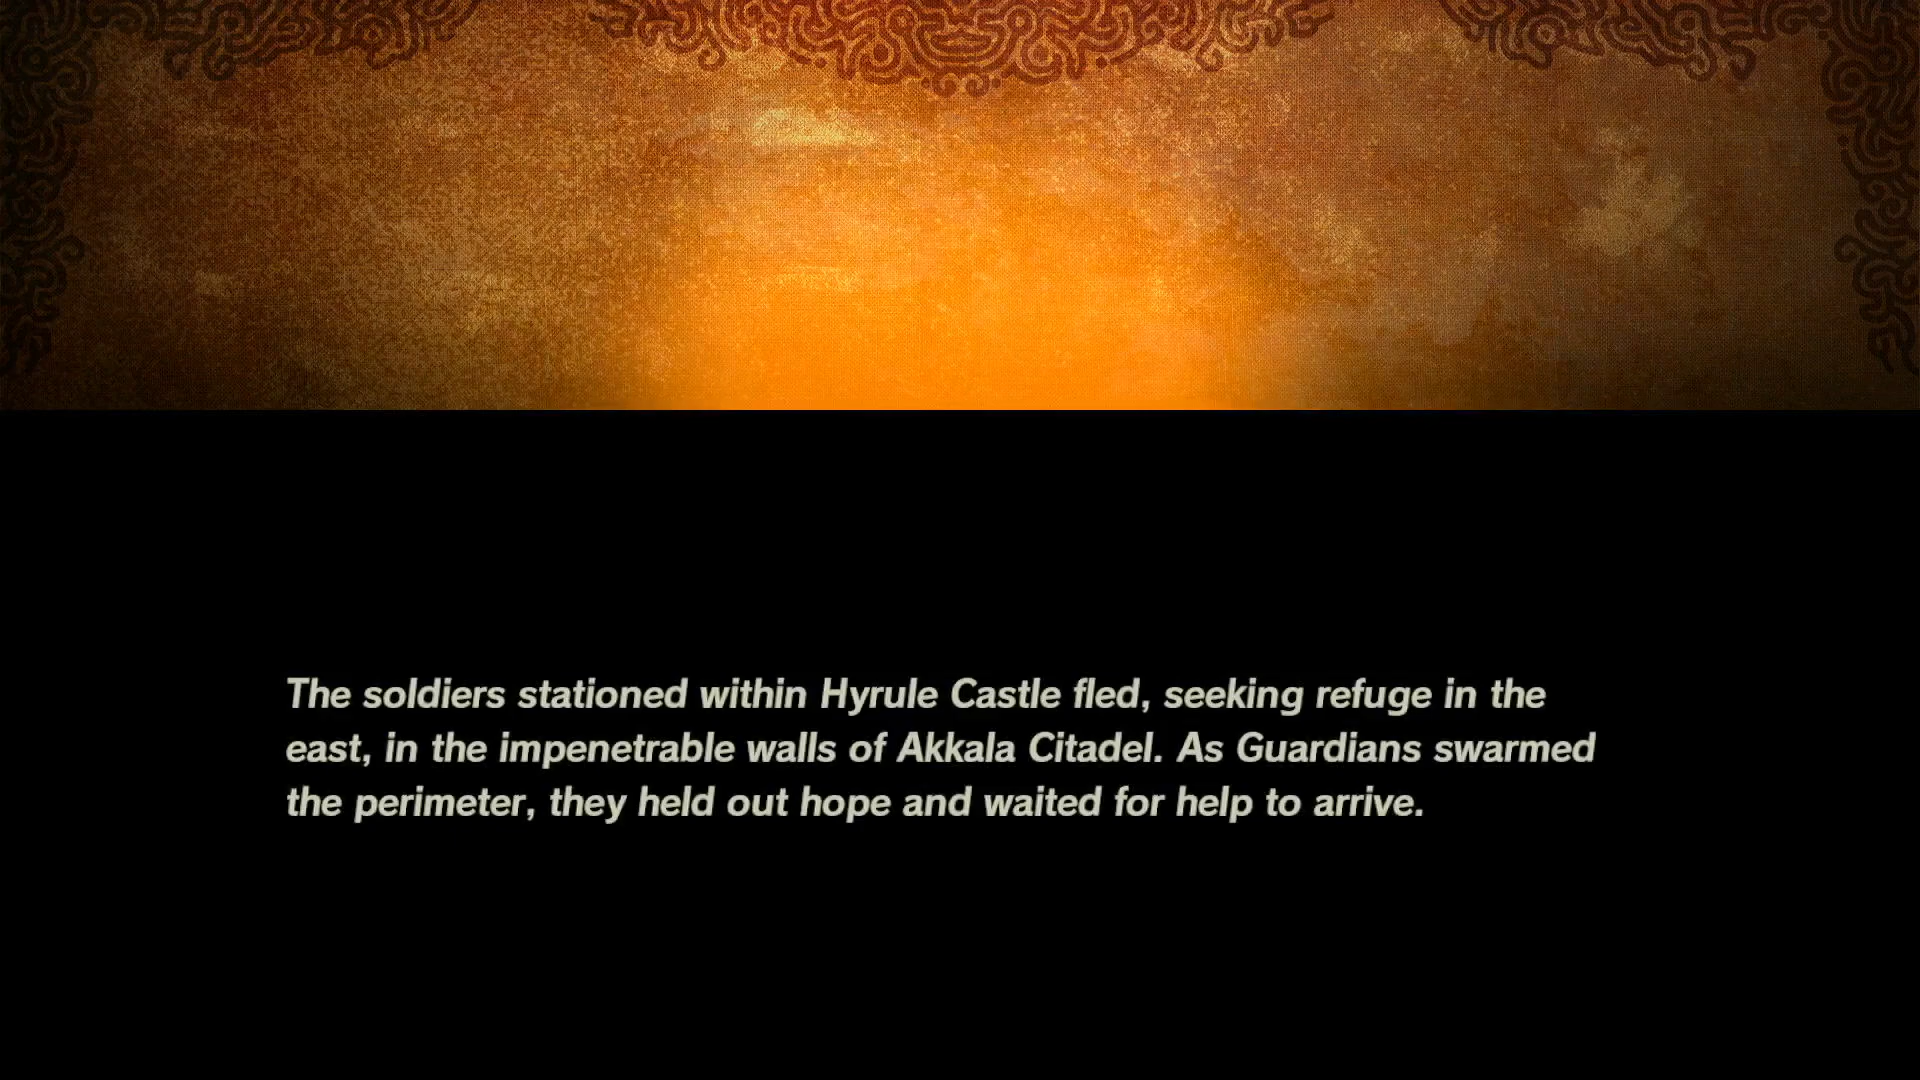 The soldiers stationed within Hyrule Castle fled, seeking refuge in the
east, in the impenetrable walls of Akkala Citadel. As Guardians swarmed
the perimeter, they held out hope and waited for help to arrive.